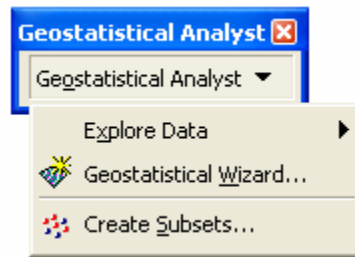 Geostatistical Analyst
Geostatistical Analyst
Explore Data
Geostatistical Wizard...
Create Subsets...